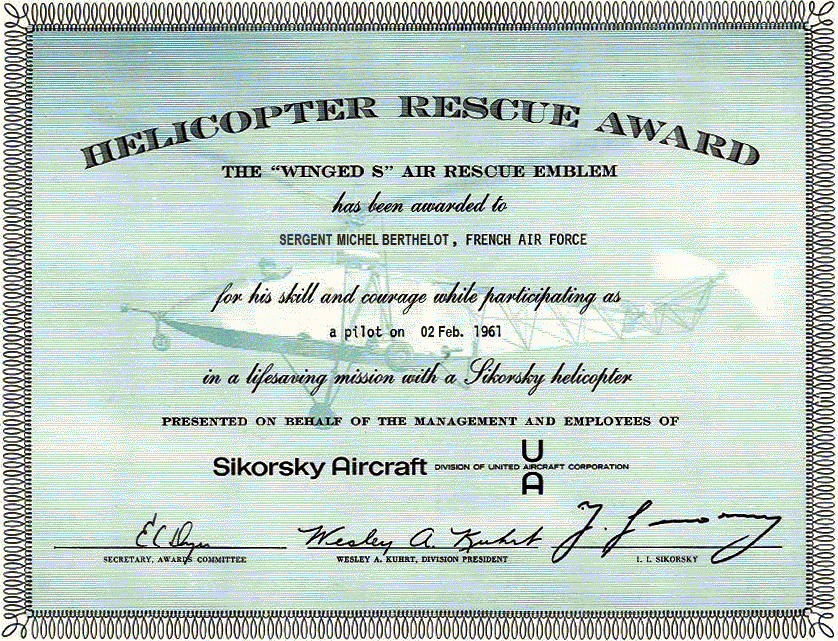 HELICOPTER RESCUE AWARD
THE "WINGED S" AIR RESCUE EMBLEM
has been awarded to
SERGENT MICHEL BERTHELOT, FRENCH AIR FORCE
for his skill and courage while participating as
a pilot on 02 Feb. 1961
in a lifesaving mission with a Sikorsky helicopter
PRESENTED ON BEHALF OF THE MANAGEMENT AND EMPLOYEES OF
Sikorsky Aircraft DIVISION OF UNITED AIRCRAFT CORPORATION
U
A
Wesley A. Kuhrt
SECRETARY, AWARDS COMMITTEE WESLEY A. KUHRT, DIVISION PRESIDENT I. I. SIKORSKY